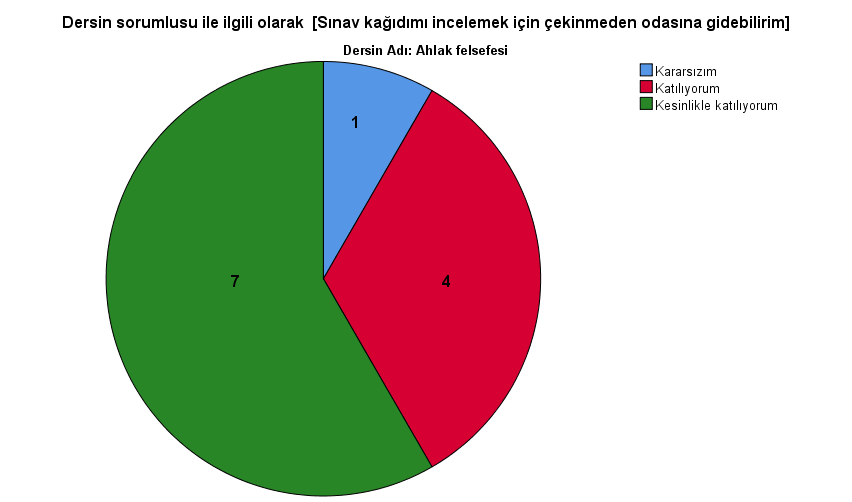 Dersin sorumlusu ile ilgili olarak  [Sınav kağıdımı incelemek için çekinmeden odasına gidebilirim]
Dersin Adı: Ahlak felsefesi
Kararsızım
Katılıyorum
Kesinlikle katılıyorum
1
7
4